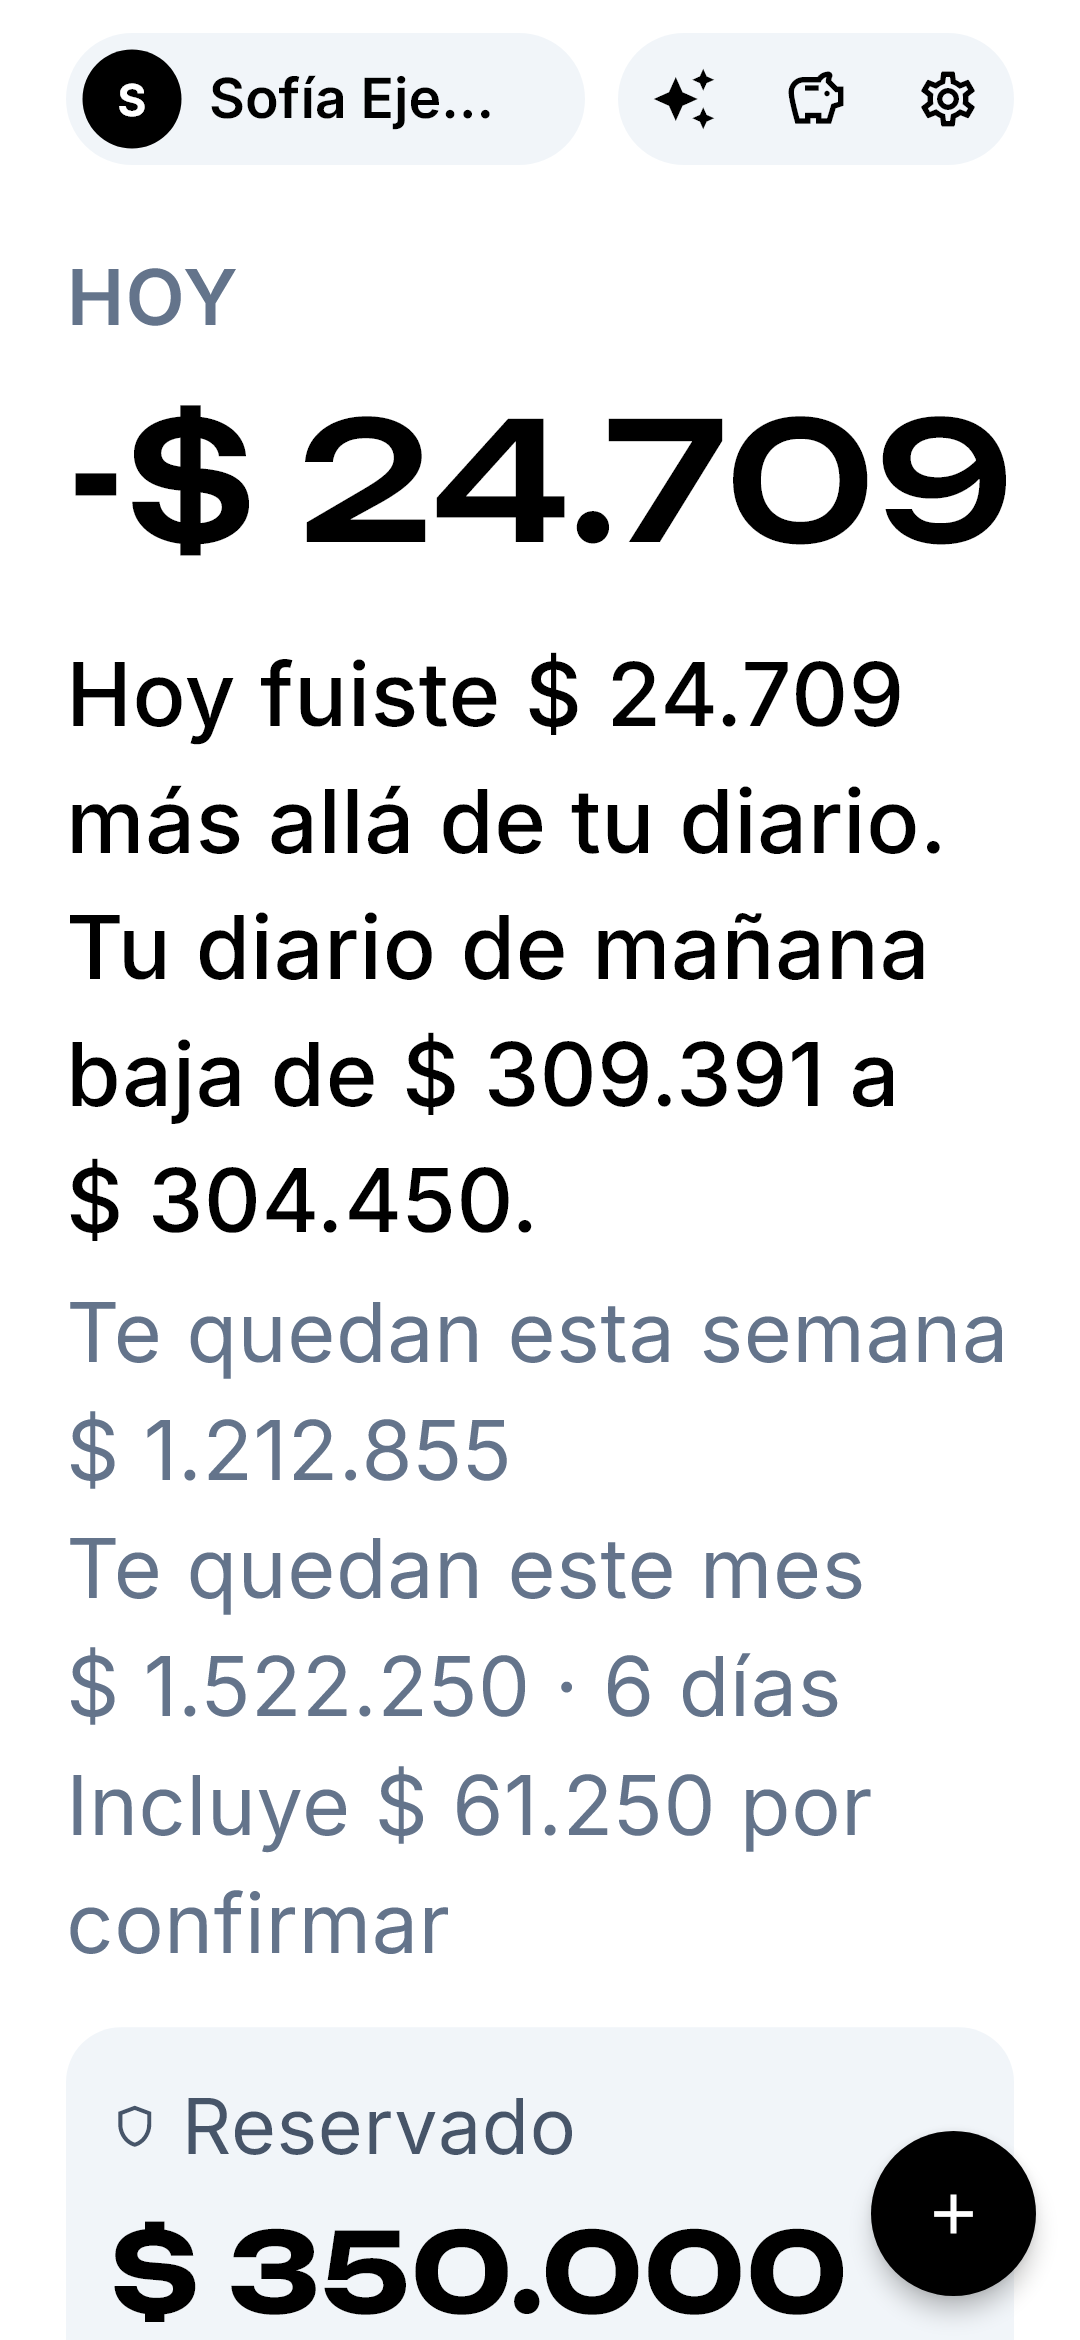 S
Sofía Eje...
HOY
-$ 24.709
Hoy fuiste $ 24.709
más allá de tu diario.
Tu diario de mañana
baja de $ 309.391 a
$ 304.450.
Te quedan esta semana
$ 1.212.855
Te quedan este mes
$ 1.522.250 · 6 días
Incluye $ 61.250 por
confirmar
Reservado
$ 350.000
+